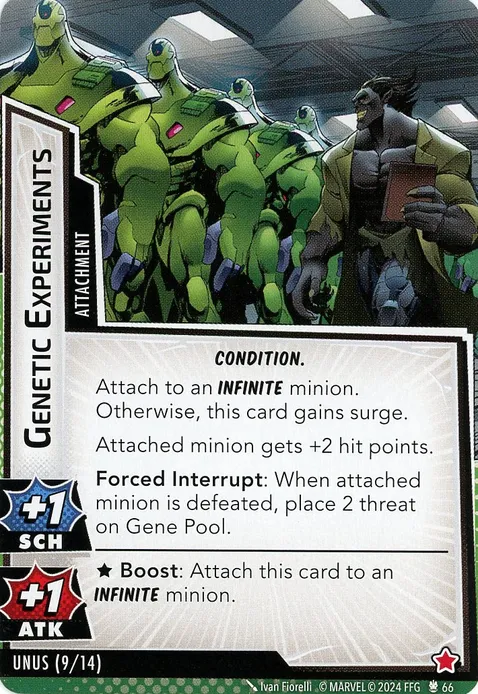 GENETIC EXPERIMENTS
ATTACHMENT
CONDITION.
Attach to an INFINITE minion.
Otherwise, this card gains surge.
Attached minion gets +2 hit points.
Forced Interrupt: When attached
minion is defeated, place 2 threat
on Gene Pool.
+1
SCH
★ Boost: Attach this card to an
INFINITE minion.
+1
ATK
UNUS (9/14)
Ivan Fiorelli © MARVEL © 2024 FFG 66